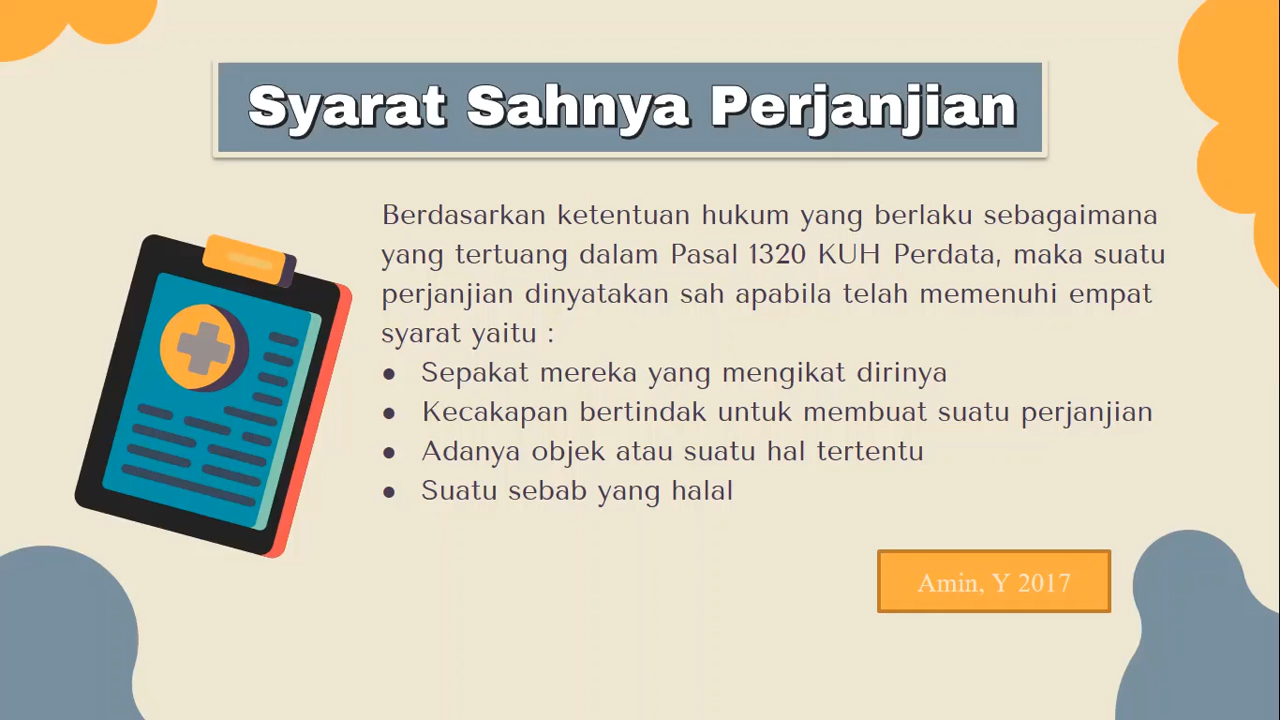 Syarat Sahnya Perjanjian
Berdasarkan ketentuan hukum yang berlaku sebagaimana
yang tertuang dalam Pasal 1320 KUH Perdata, maka suatu
perjanjian dinyatakan sah apabila telah memenuhi empat
syarat yaitu :
● Sepakat mereka yang mengikat dirinya
● Kecakapan bertindak untuk membuat suatu perjanjian
● Adanya objek atau suatu hal tertentu
● Suatu sebab yang halal
Amin, Y 2017